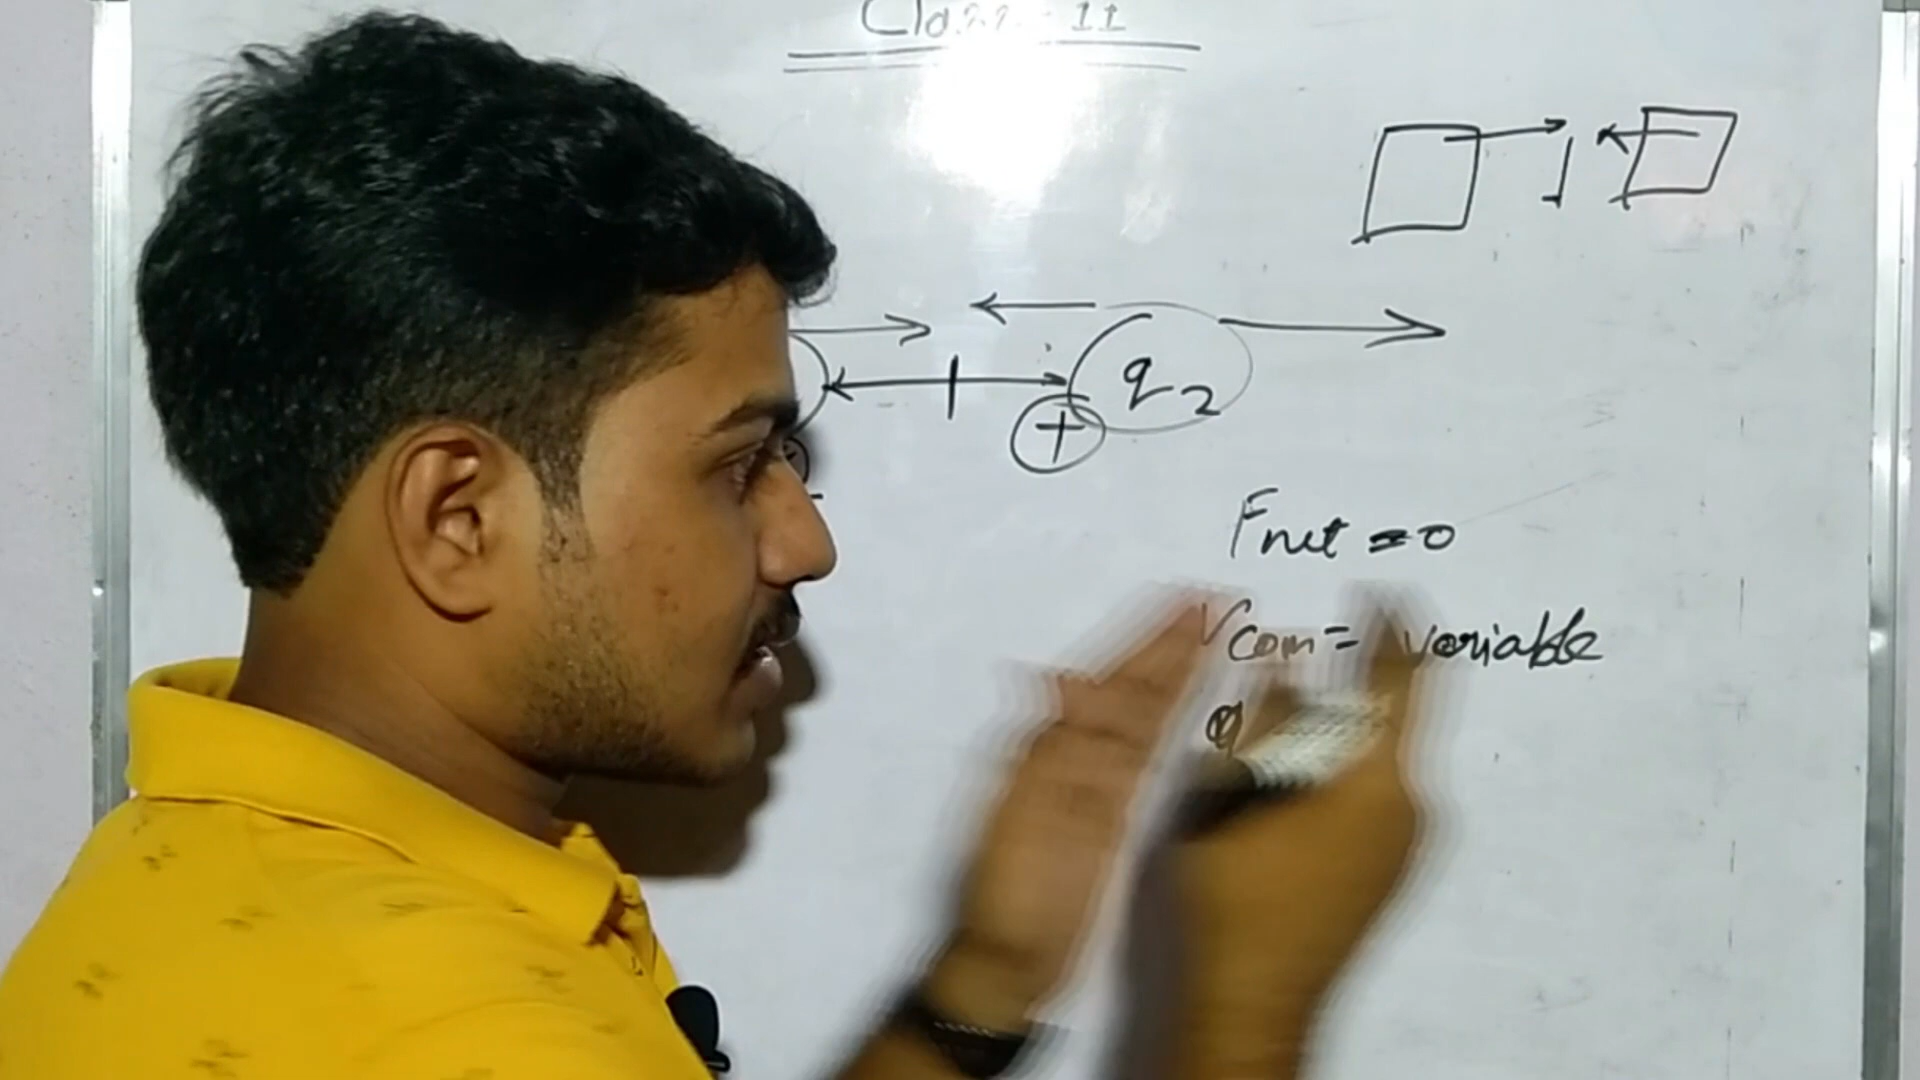 Class - 11
q2
+
Fnet = 0
Vcom = variable